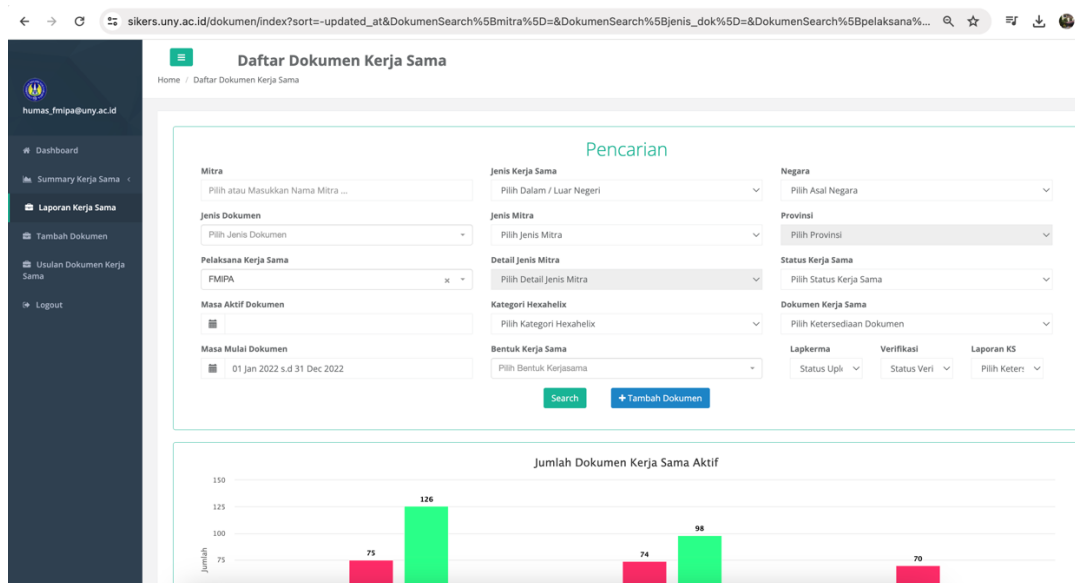 sikers.uny.ac.id/dokumen/index?sort=-updated_at&DokumenSearch%5Bmitra%5D=&DokumenSearch%5Bjenis_dok%5D=&DokumenSearch%5Bpelaksana%...
Daftar Dokumen Kerja Sama
Home / Daftar Dokumen Kerja Sama
humas_fmipa@uny.ac.id
Dashboard
Summary Kerja Sama <
Laporan Kerja Sama
Tambah Dokumen
Usulan Dokumen Kerja
Sama
Logout
Pencarian
Mitra Jenis Kerja Sama Negara
Pilih atau Masukkan Nama Mitra ... Pilih Dalam / Luar Negeri Pilih Asal Negara
Jenis Dokumen Jenis Mitra Provinsi
Pilih Jenis Dokumen Pilih Jenis Mitra Pilih Provinsi
Pelaksana Kerja Sama Detail Jenis Mitra Status Kerja Sama
FMIPA x Pilih Detail Jenis Mitra Pilih Status Kerja Sama
Masa Aktif Dokumen Kategori Hexahelix Dokumen Kerja Sama
Pilih Kategori Hexahelix Pilih Ketersediaan Dokumen
Masa Mulai Dokumen Bentuk Kerja Sama Lapkerma Verifikasi Laporan KS
01 Jan 2022 s.d 31 Dec 2022 Pilih Bentuk Kerjasama Status Uplo Status Veri Pilih Keters
Search + Tambah Dokumen
Jumlah Dokumen Kerja Sama Aktif
150
126
125
100
98
75 75 74 70
Jumlah